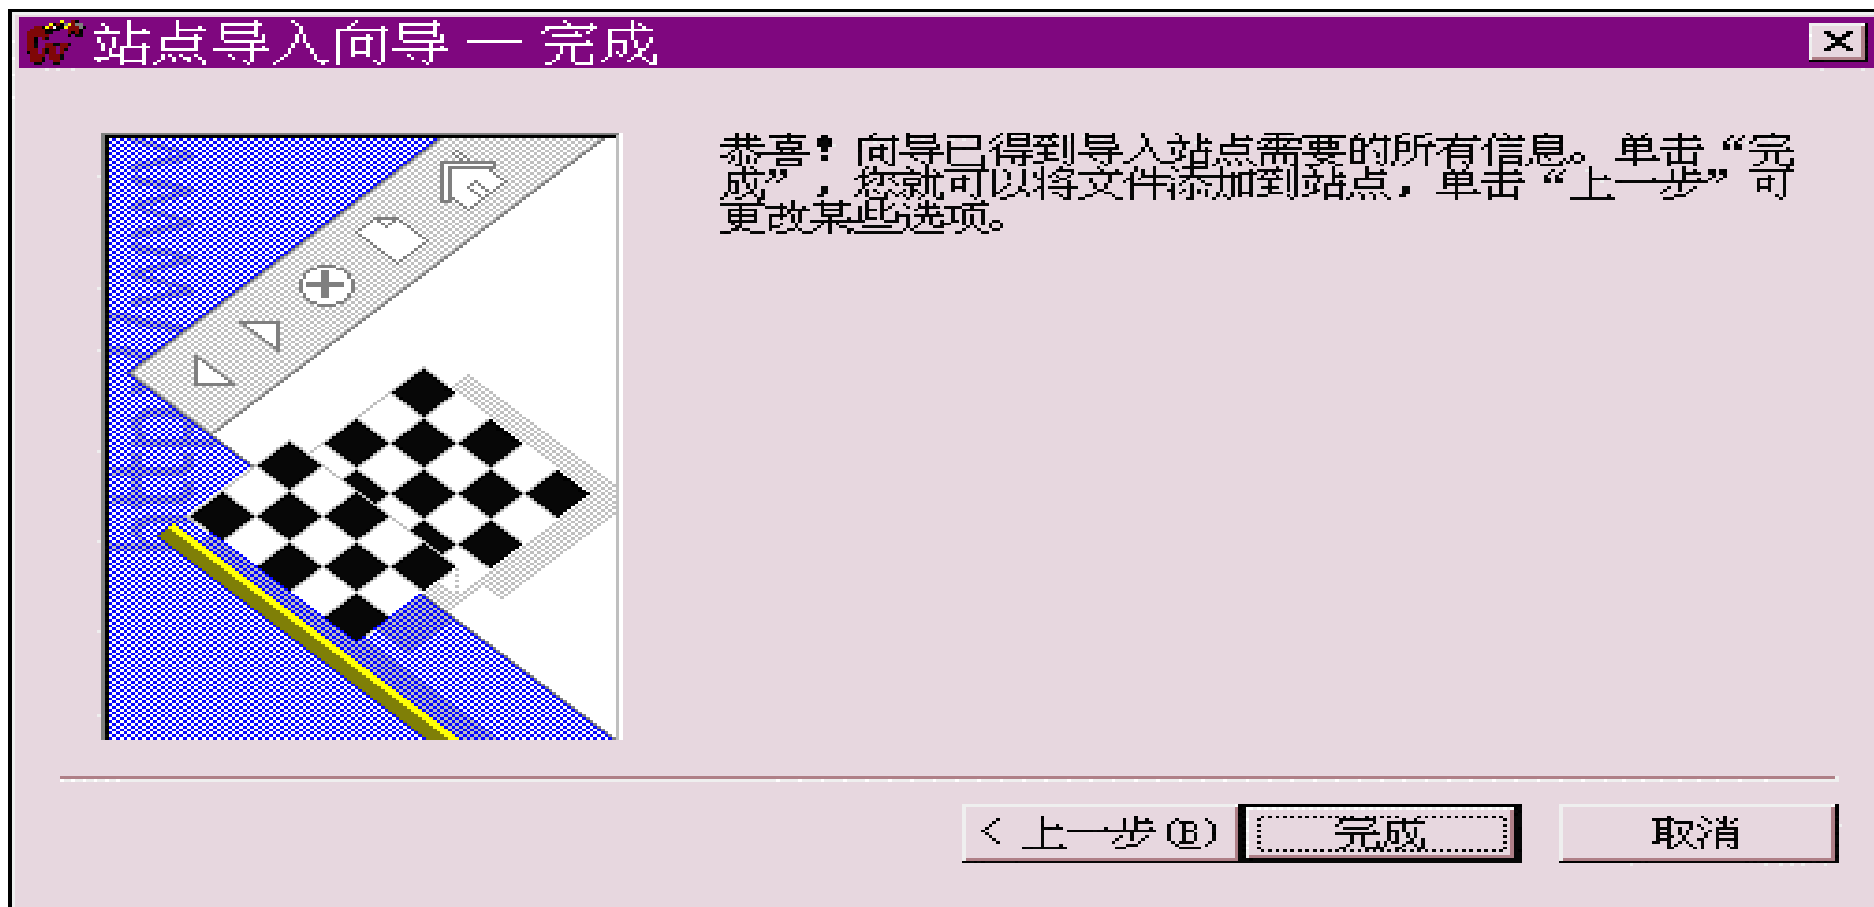 站点导入向导 — 完成
恭喜！向导已得到导入站点需要的所有信息。单击“完
成”，您就可以将文件添加到站点，单击“上一步”可
更改某些选项。
< 上一步(B)
完成
取消